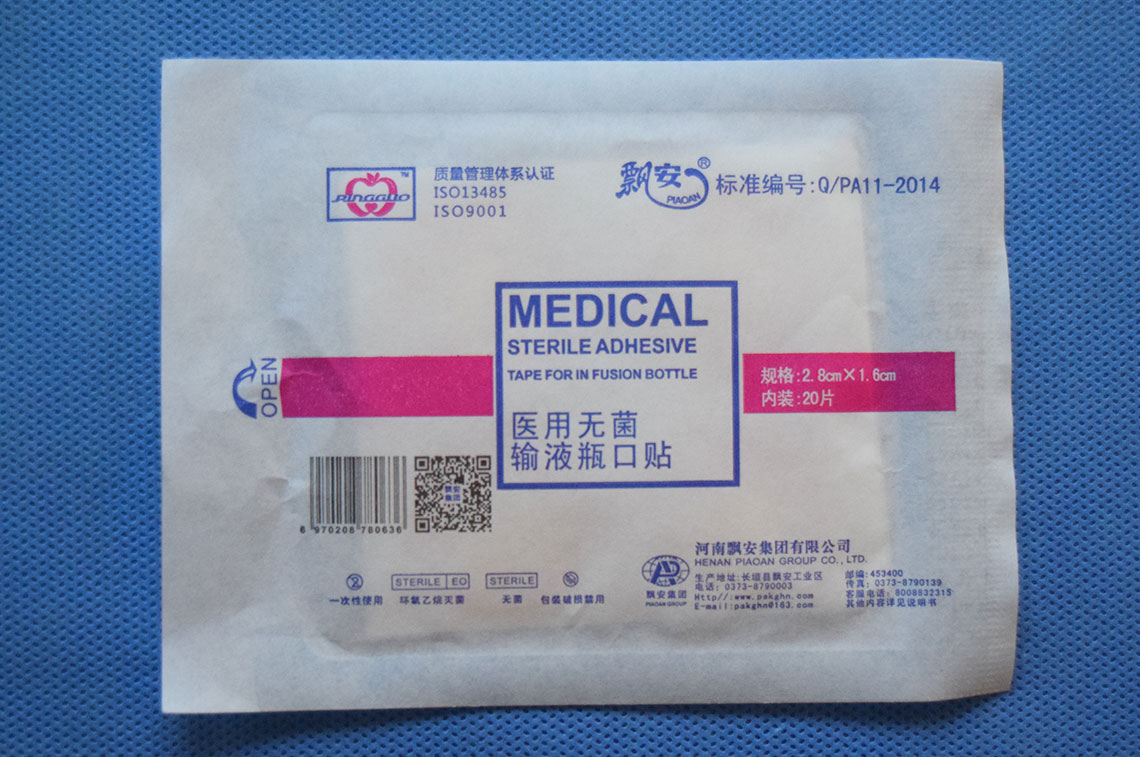 PINGGUO TM
质量管理体系认证
ISO13485
ISO9001
飘安®
PIAOAN
标准编号:Q/PA11-2014
MEDICAL
STERILE ADHESIVE
TAPE FOR IN FUSION BOTTLE
医用无菌
输液瓶口贴
OPEN
规格:2.8cm×1.6cm
内装:20片
6 970208 780636
飘安
集团
2
一次性使用
STERILE EO
环氧乙烷灭菌
STERILE
无菌
包装破损禁用
飘安集团
PIAOAN GROUP
河南飘安集团有限公司
HENAN PIAOAN GROUP CO.,LTD.
生产地址:长垣县飘安工业区
电话: 0373-8790003
Http//:www.pakghn.com
E-mail:pakghn@163.com
邮编:453400
传真: 0373-8790139
客服电话: 8008832315
其他内容详见说明书